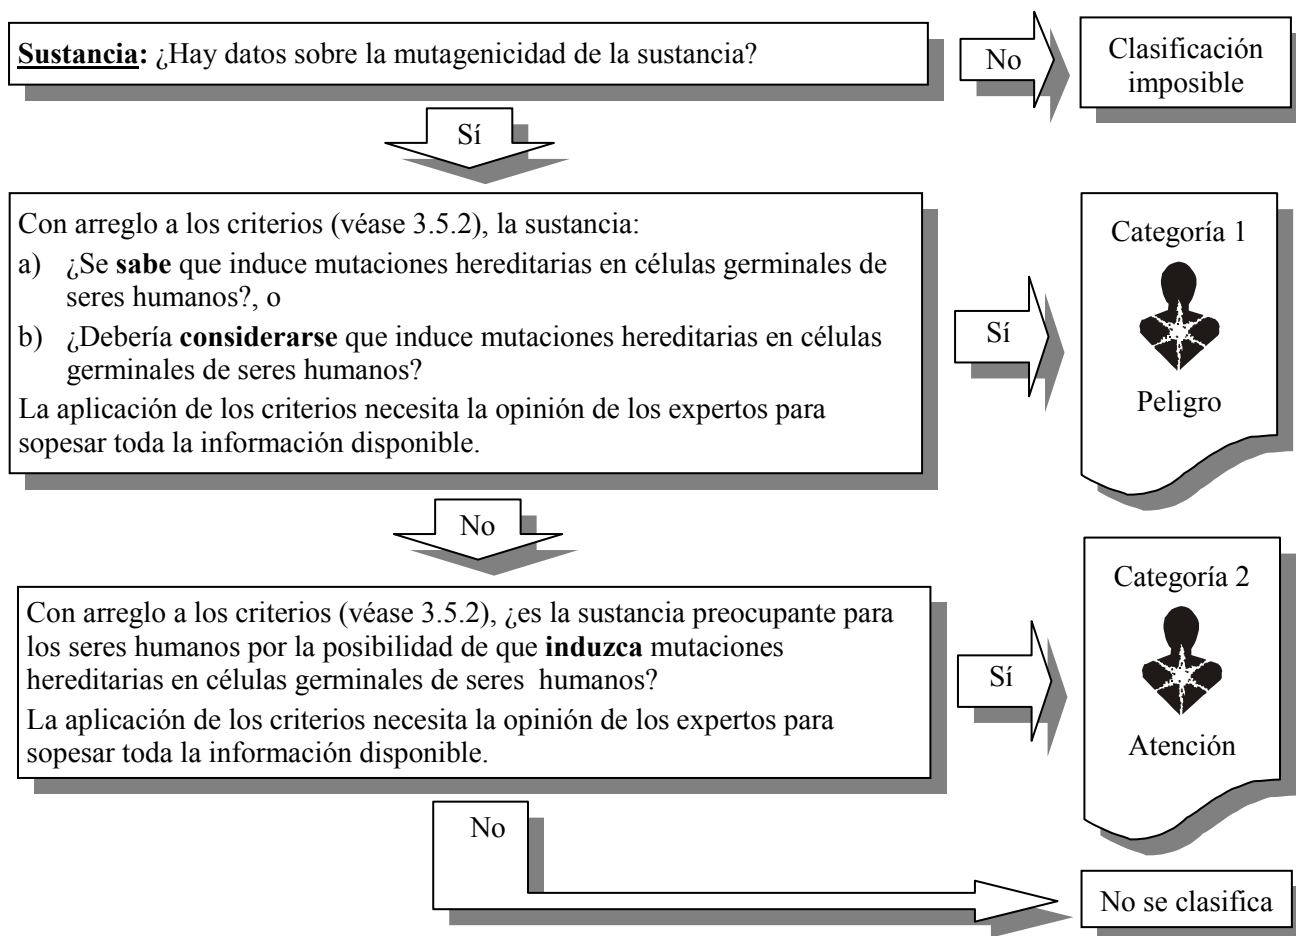 Sustancia: ¿Hay datos sobre la mutagenicidad de la sustancia?
No
Clasificación
imposible
Sí
Con arreglo a los criterios (véase 3.5.2), la sustancia:
a) ¿Se sabe que induce mutaciones hereditarias en células germinales de
seres humanos?, o
b) ¿Debería considerarse que induce mutaciones hereditarias en células
germinales de seres humanos?
La aplicación de los criterios necesita la opinión de los expertos para
sopesar toda la información disponible.
Sí
Categoría 1
Peligro
No
Con arreglo a los criterios (véase 3.5.2), ¿es la sustancia preocupante para
los seres humanos por la posibilidad de que induzca mutaciones
hereditarias en células germinales de seres humanos?
La aplicación de los criterios necesita la opinión de los expertos para
sopesar toda la información disponible.
Sí
Categoría 2
Atención
No
No se clasifica